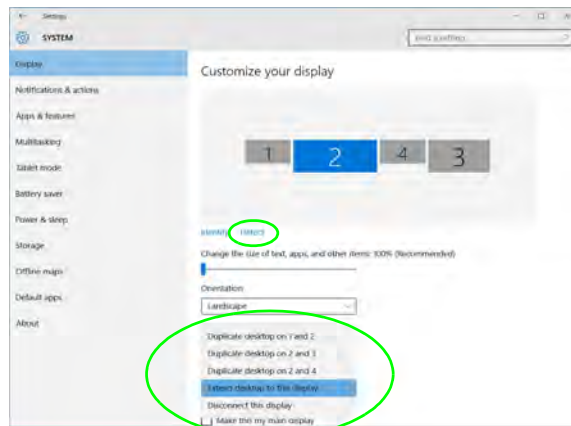 Settings
SYSTEM
Find a setting
Display
Customize your display
Notifications & actions
Apps & features
Multitasking
Tablet mode
Battery saver
Power & sleep
Storage
Offline maps
Default apps
About
1 2 4 3
Identify Detect
Change the size of text, apps, and other items: 100% (Recommended)
Orientation
Landscape
Duplicate desktop on 1 and 2
Duplicate desktop on 2 and 3
Duplicate desktop on 2 and 4
Extend desktop to this display
Disconnect this display
Make this my main display